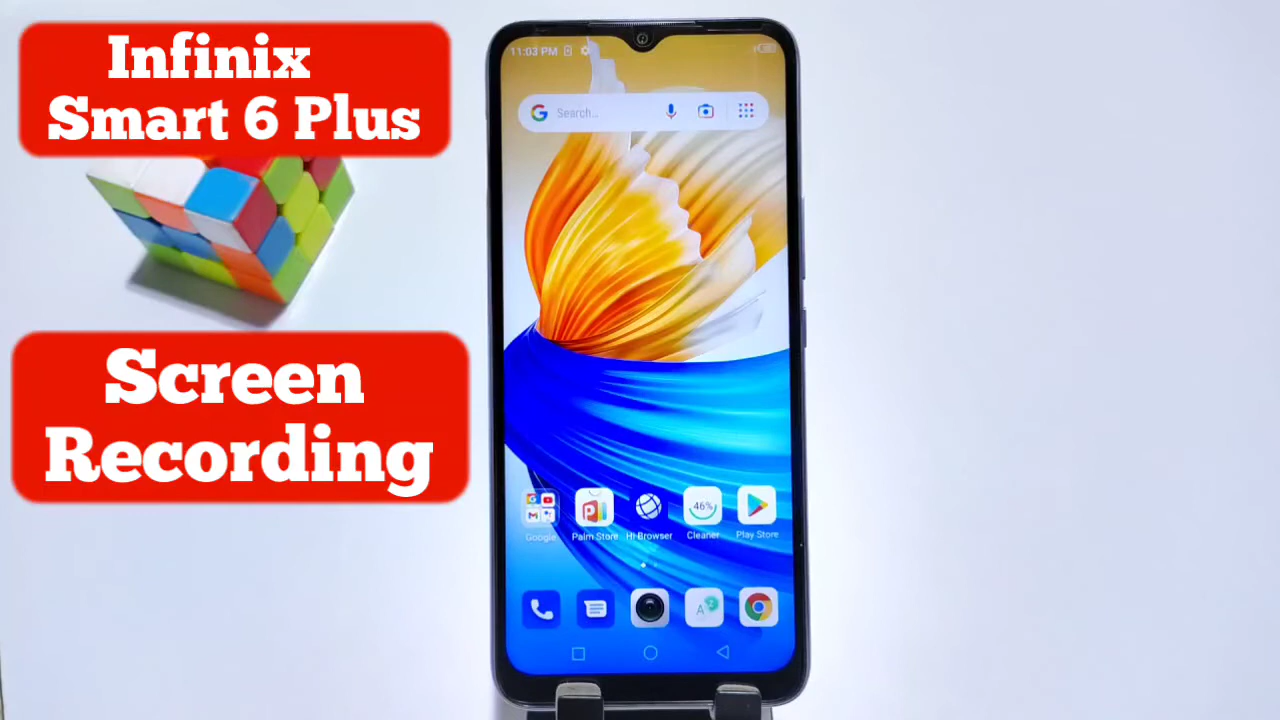 Infinix
Smart 6 Plus
Screen
Recording
11:03 PM
Search..
46%
Google
Palm Store
Hi Browser
Cleaner
Play Store